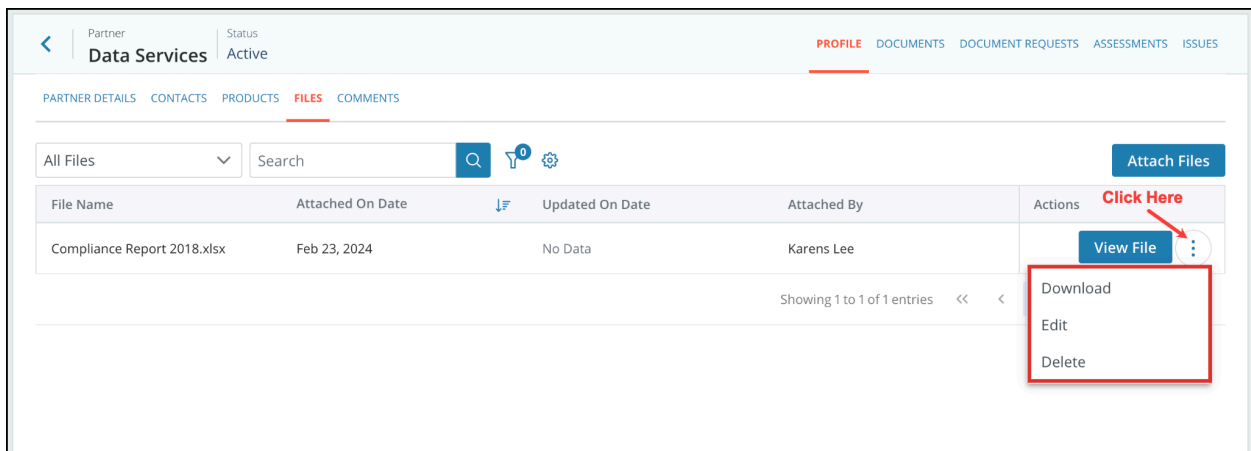 Partner Status
Data Services Active
PROFILE DOCUMENTS DOCUMENT REQUESTS ASSESSMENTS ISSUES
PARTNER DETAILS CONTACTS PRODUCTS FILES COMMENTS
All Files Search 0 Attach Files
File Name Attached On Date Updated On Date Attached By Actions
Click Here
Compliance Report 2018.xlsx Feb 23, 2024 No Data Karens Lee View File
Showing 1 to 1 of 1 entries
Download
Edit
Delete